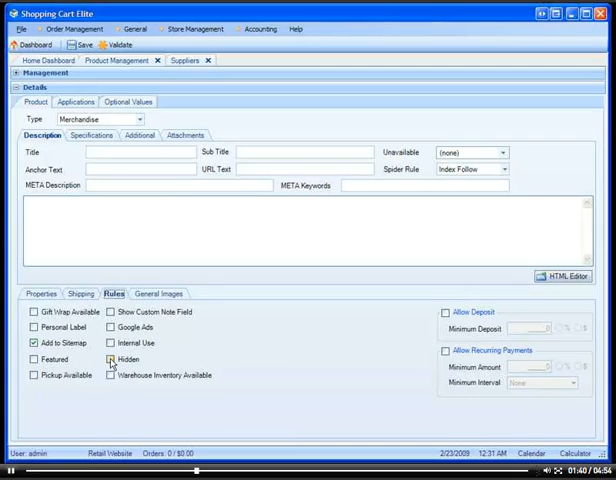 Shopping Cart Elite
File General Order Management Store Management Accounting Help
Dashboard Save Validate
Home Dashboard Product Management Suppliers
Management
Details
Product Applications Optional Values
Type Merchandise
Description Specifications Additional Attachments
Title Sub Title Unavailable (none)
Anchor Text URL Text Spider Rule Index Follow
META Description META Keywords
HTML Editor
Properties Shipping Rules General Images
Gift Wrap Available Show Custom Note Field Allow Deposit
Personal Label Google Ads Minimum Deposit 0 % $
Add to Sitemap Internal Use Allow Recurring Payments
Featured Hidden Minimum Amount 0 % $
Pickup Available Warehouse Inventory Available Minimum Interval None
User: admin Retail Website Orders: 0 / $0.00 2/23/2009 12:31 AM Calendar Calculator
01:40 / 04:54